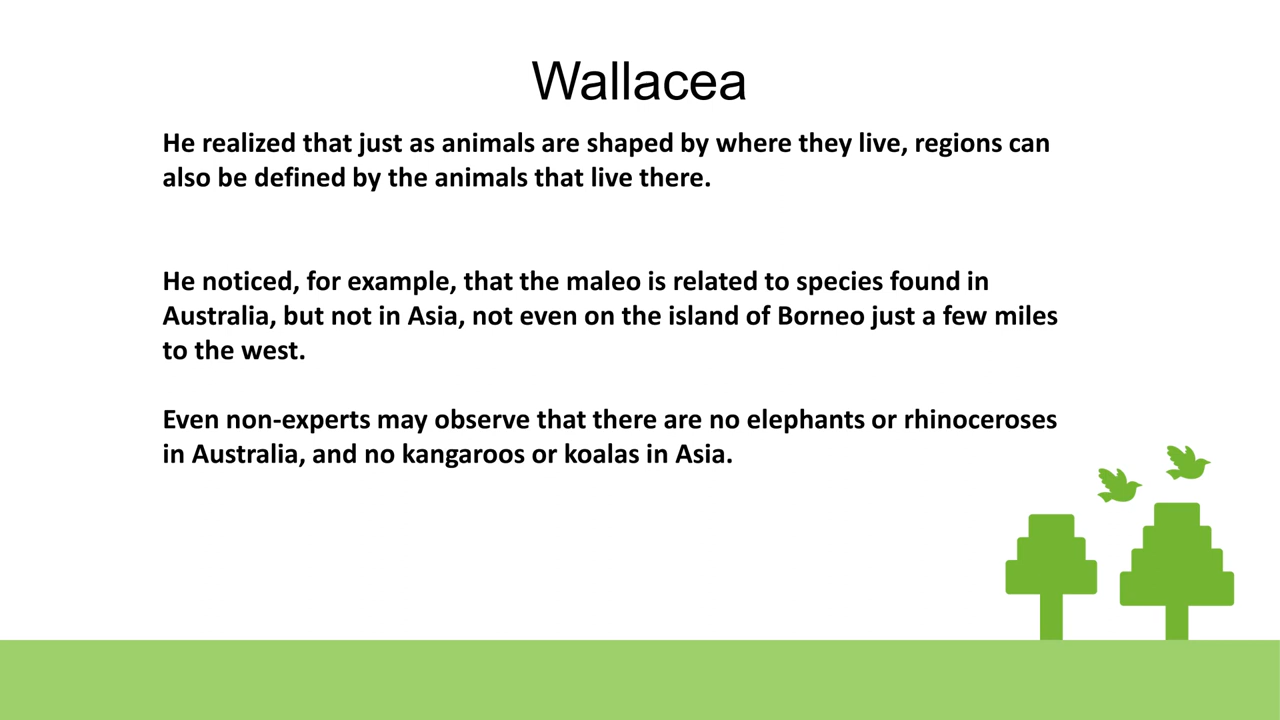 Wallacea
He realized that just as animals are shaped by where they live, regions can
also be defined by the animals that live there.
He noticed, for example, that the maleo is related to species found in
Australia, but not in Asia, not even on the island of Borneo just a few miles
to the west.
Even non-experts may observe that there are no elephants or rhinoceroses
in Australia, and no kangaroos or koalas in Asia.